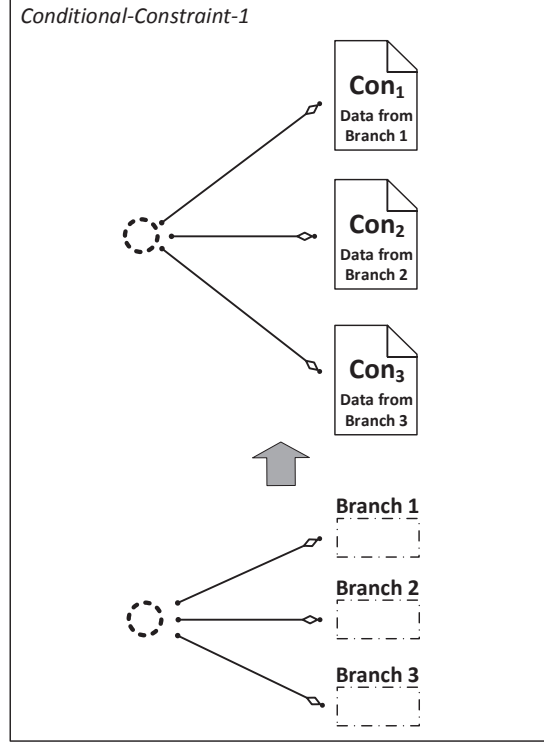 Conditional-Constraint-1
Con₁
Data from
Branch 1
Con₂
Data from
Branch 2
Con₃
Data from
Branch 3
Branch 1
Branch 2
Branch 3